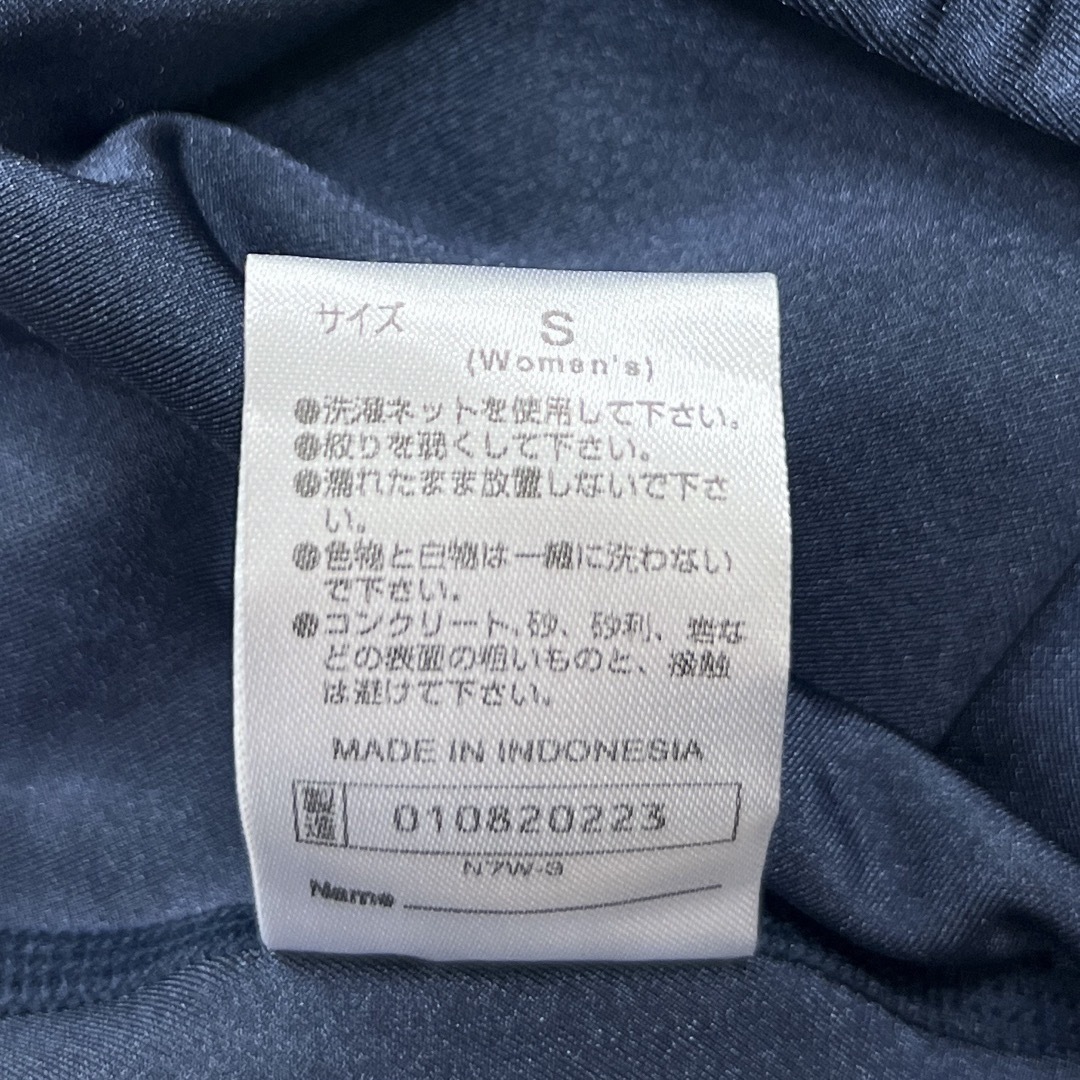 サイズ S
(Women's)
●洗濯ネットを使用して下さい。
●絞りを弱くして下さい。
●濡れたまま放置しないで下さ
い。
●色物と白物は一緒に洗わない
で下さい。
●コンクリート、砂、砂利、岩な
どの表面の粗いものと、接触
は避けて下さい。
MADE IN INDONESIA
製造 010820223
N7W-9
Name